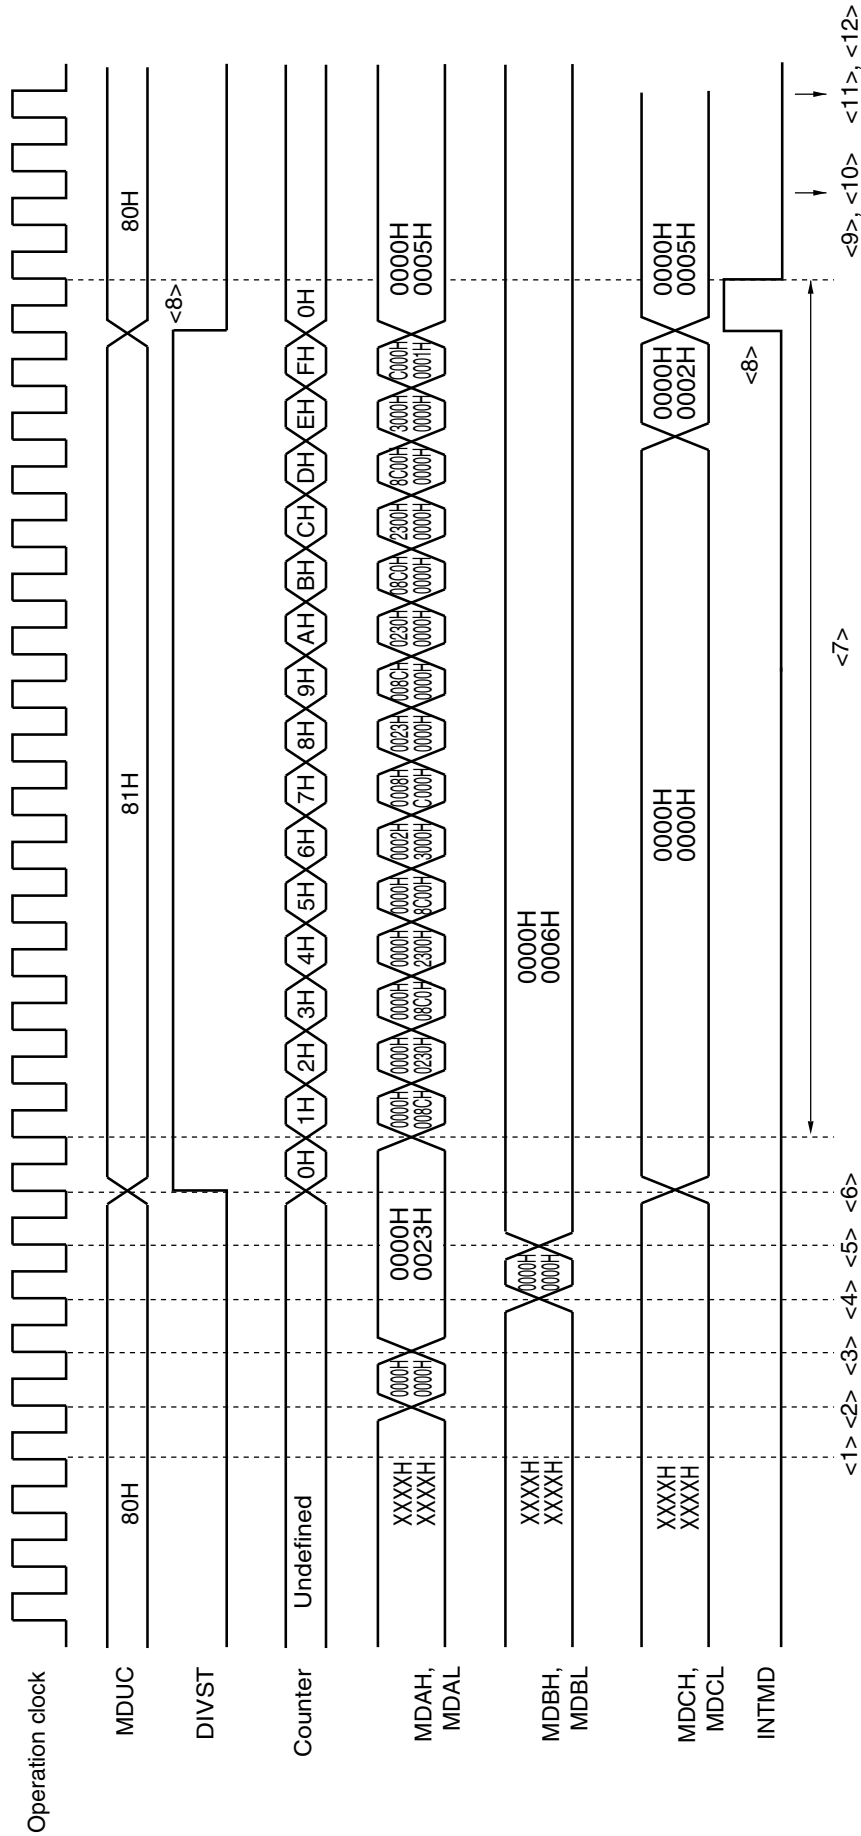 Operation clock
MDUC
80H
81H
80H
DIVST
<8>
Counter
Undefined
0H
1H
2H
3H
4H
5H
6H
7H
8H
9H
AH
BH
CH
DH
EH
FH
0H
MDAH,
MDAL
XXXXH
XXXXH
0000H
0000H
0000H
0023H
0000H
008CH
0000H
0230H
0000H
08C0H
0000H
2300H
0000H
8C00H
0002H
3000H
0008H
C000H
0023H
0000H
008CH
0000H
0230H
0000H
08C0H
0000H
2300H
0000H
8C00H
0000H
3000H
0000H
C000H
0001H
0000H
0005H
MDBH,
MDBL
XXXXH
XXXXH
0000H
0000H
0000H
0006H
MDCH,
MDCL
XXXXH
XXXXH
0000H
0000H
0000H
0002H
0000H
0005H
INTMD
<8>
<7>
<1> <2> <3> <4> <5> <6>
<9>, <10>
<11>, <12>